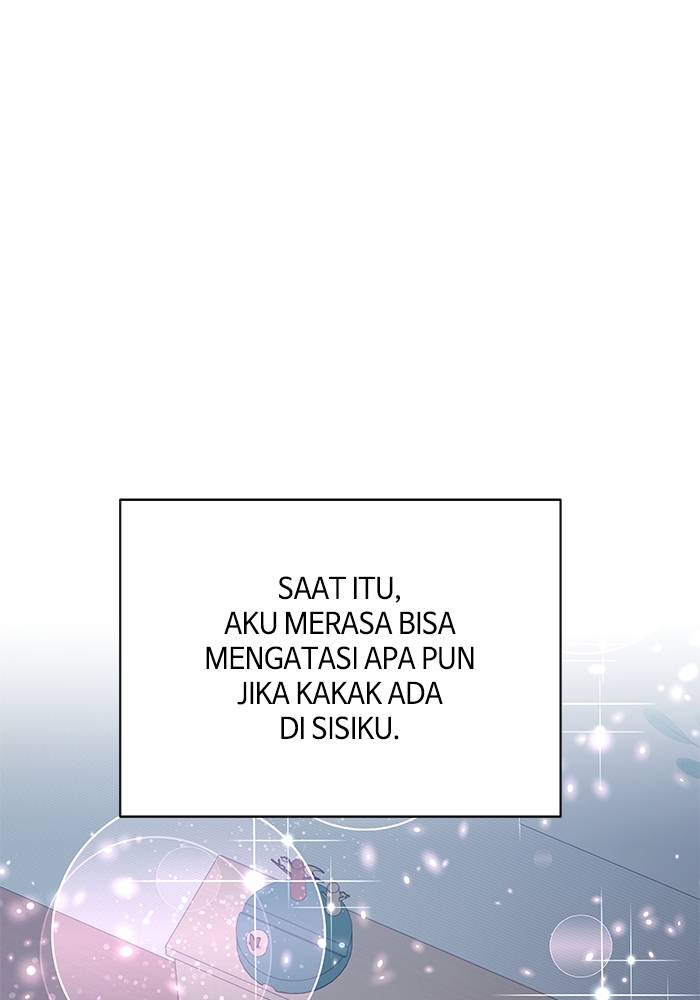 SAAT ITU,
AKU MERASA BISA
MENGATASI APA PUN
JIKA KAKAK ADA
DI SISIKU.